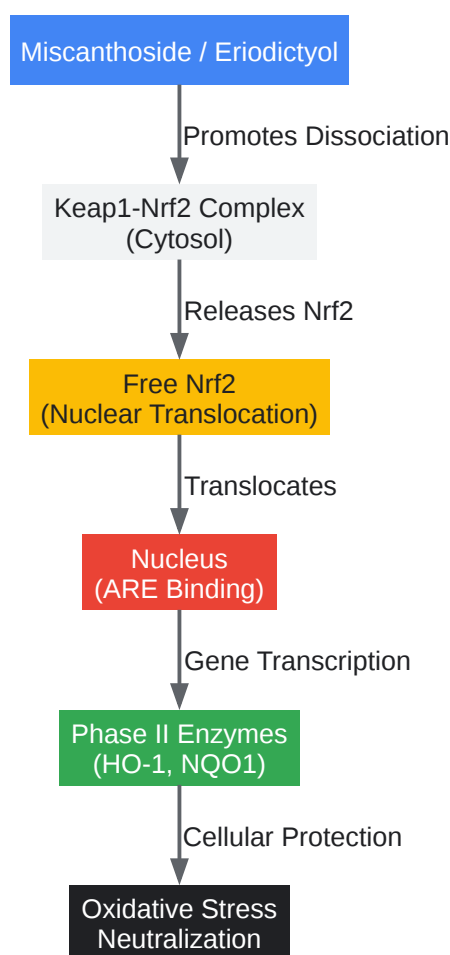 Miscanthoside / Eriodictyol
Promotes Dissociation
Keap1-Nrf2 Complex
(Cytosol)
Releases Nrf2
Free Nrf2
(Nuclear Translocation)
Translocates
Nucleus
(ARE Binding)
Gene Transcription
Phase II Enzymes
(HO-1, NQO1)
Cellular Protection
Oxidative Stress
Neutralization